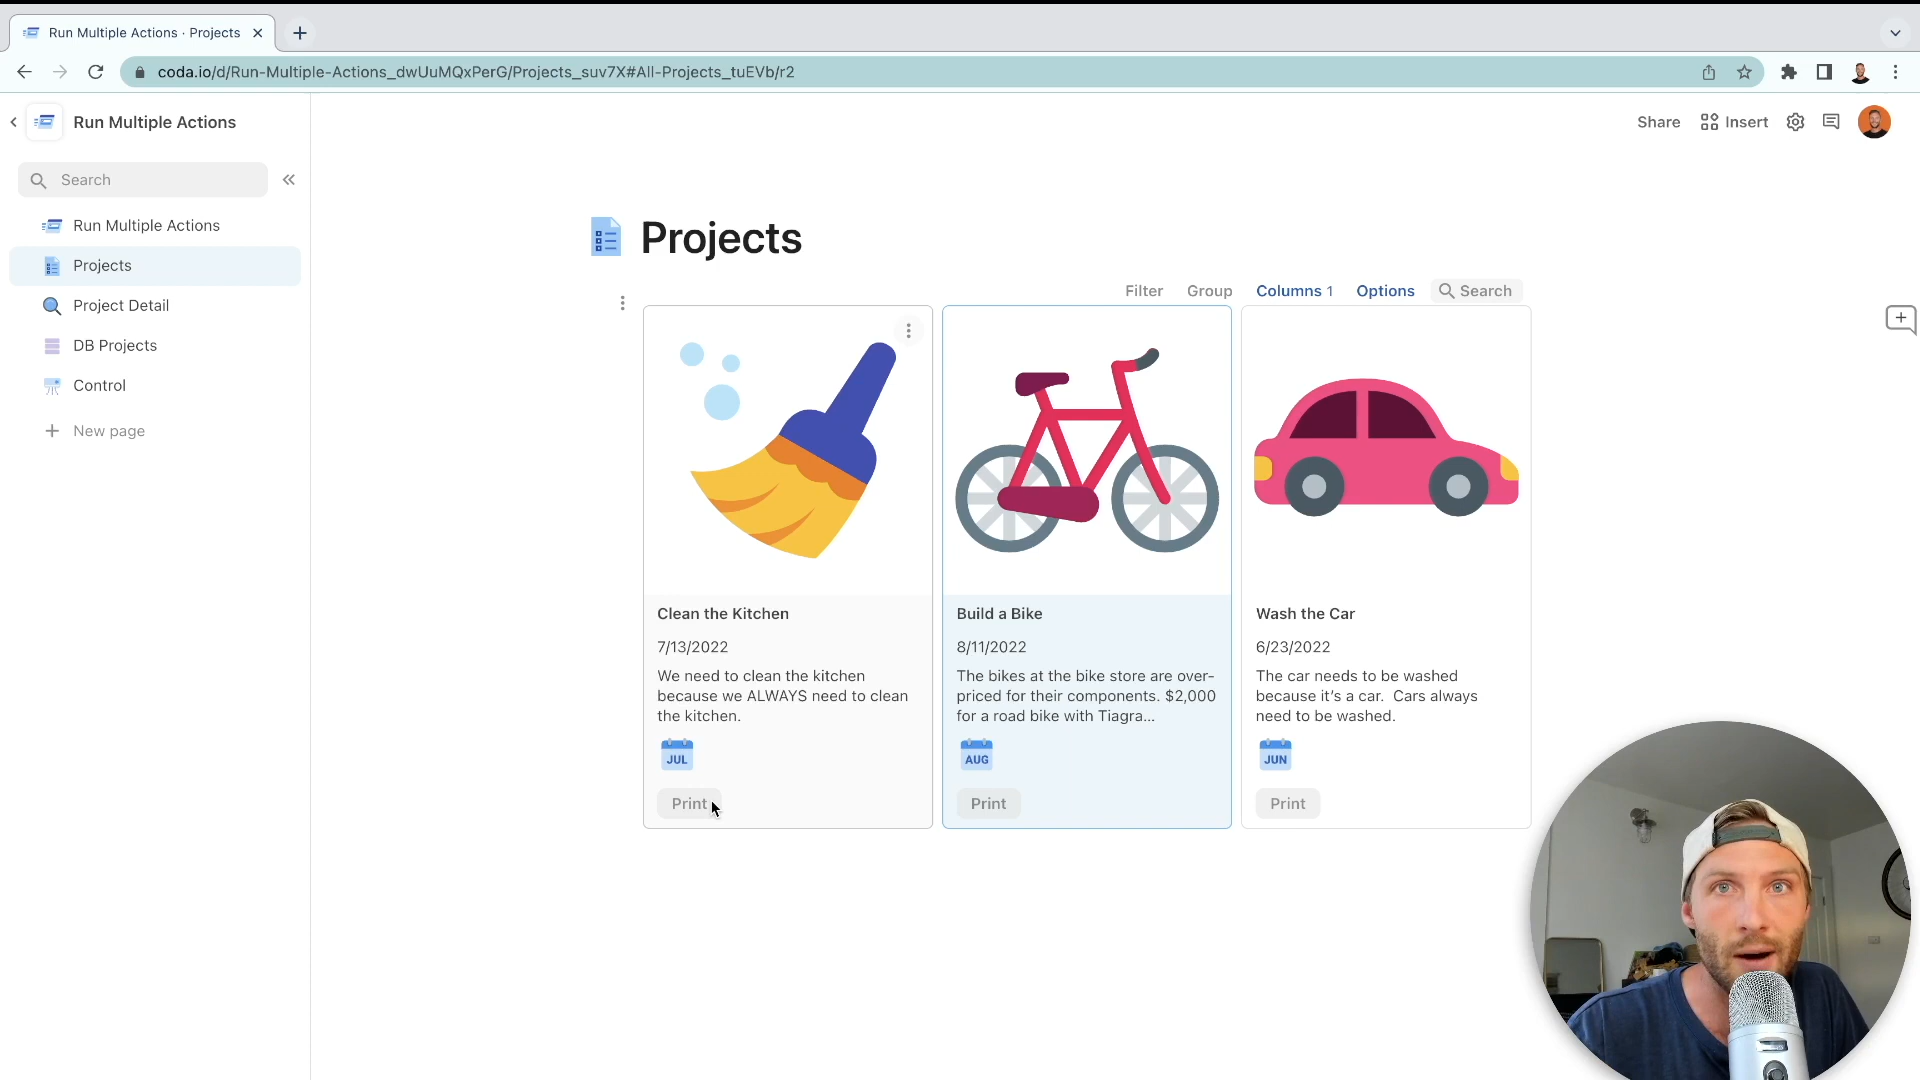 Run Multiple Actions · Projects
coda.io/d/Run-Multiple-Actions_dwUuMQxPerG/Projects_suv7X#All-Projects_tuEVb/r2
Run Multiple Actions
Share
Insert
Search
Run Multiple Actions
Projects
Project Detail
DB Projects
Control
New page
Projects
Filter
Group
Columns 1
Options
Search
Clean the Kitchen
7/13/2022
We need to clean the kitchen
because we ALWAYS need to clean
the kitchen.
JUL
Print
Build a Bike
8/11/2022
The bikes at the bike store are over-
priced for their components. $2,000
for a road bike with Tiagra...
AUG
Print
Wash the Car
6/23/2022
The car needs to be washed
because it's a car.  Cars always
need to be washed.
JUN
Print